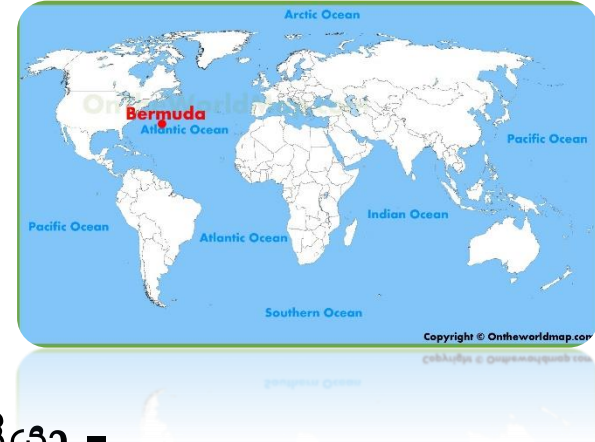 Arctic Ocean
Bermuda
Atlantic Ocean
Pacific Ocean
Indian Ocean
Pacific Ocean
Atlantic Ocean
Southern Ocean
Copyright © Ontheworldmap.com